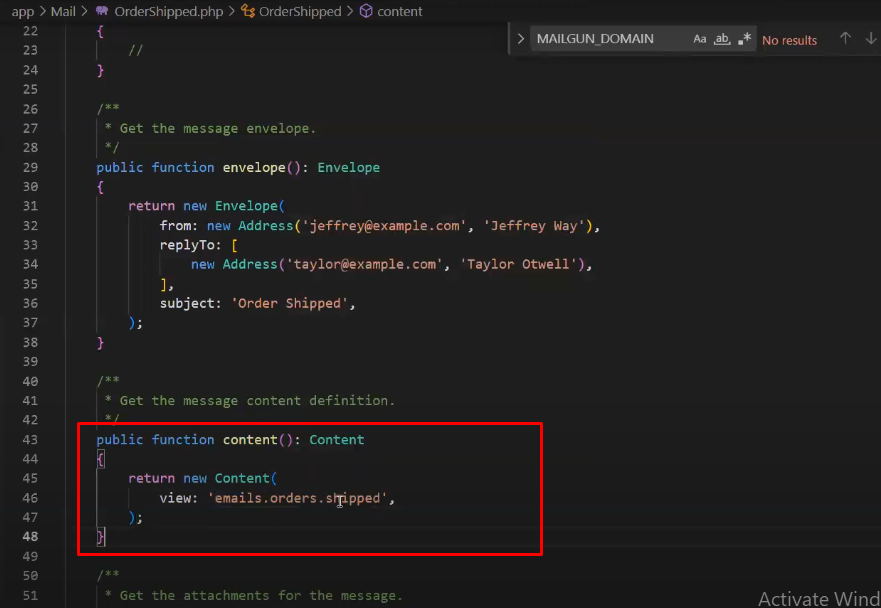 app > Mail > OrderShipped.php > OrderShipped > content
MAILGUN_DOMAIN Aa ab .* No results
22 {
23 //
24 }
25
26 /**
27 * Get the message envelope.
28 */
29 public function envelope(): Envelope
30 {
31 return new Envelope(
32 from: new Address('jeffrey@example.com', 'Jeffrey Way'),
33 replyTo: [
34 new Address('taylor@example.com', 'Taylor Otwell'),
35 ],
36 subject: 'Order Shipped',
37 );
38 }
39
40 /**
41 * Get the message content definition.
42 */
43 public function content(): Content
44 {
45 return new Content(
46 view: 'emails.orders.shipped',
47 );
48 }
49
50 /**
51 * Get the attachments for the message.
Activate Wind